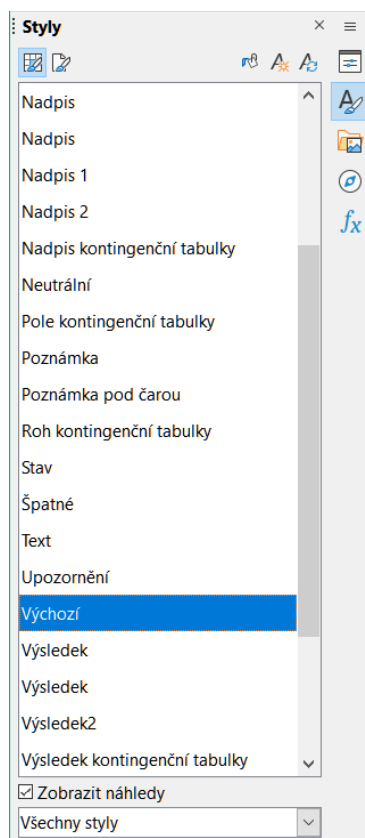 Styly
Nadpis
Nadpis
Nadpis 1
Nadpis 2
Nadpis kontingenční tabulky
Neutrální
Pole kontingenční tabulky
Poznámka
Poznámka pod čarou
Roh kontingenční tabulky
Stav
Špatné
Text
Upozornění
Výchozí
Výsledek
Výsledek
Výsledek2
Výsledek kontingenční tabulky
Zobrazit náhledy
Všechny styly